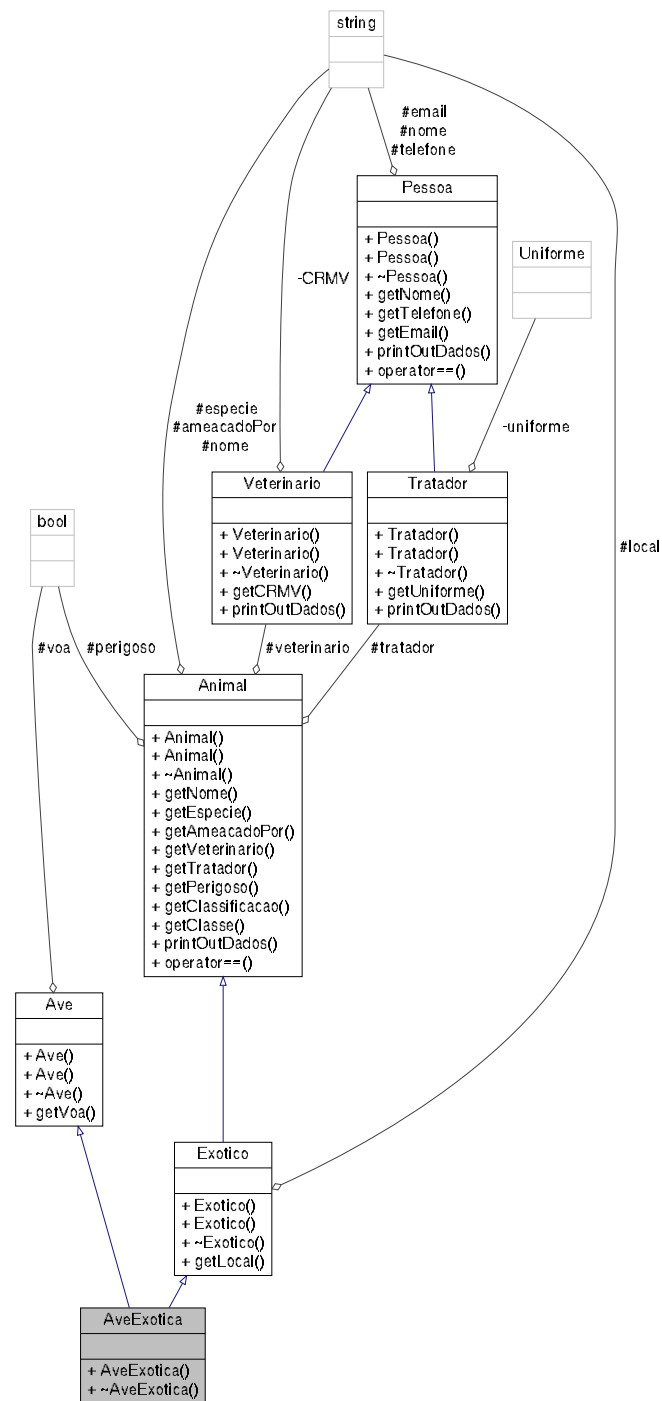 string
#email
#nome
#telefone
Pessoa
+ Pessoa()
+ Pessoa()
+ ~Pessoa()
+ getNome()
+ getTelefone()
+ getEmail()
+ printOutDados()
+ operator==()
Uniforme
-CRMV
#especie
#ameacadoPor
#nome
-uniforme
Veterinario
+ Veterinario()
+ Veterinario()
+ ~Veterinario()
+ getCRMV()
+ printOutDados()
Tratador
+ Tratador()
+ Tratador()
+ ~Tratador()
+ getUniforme()
+ printOutDados()
bool
#local
#voa
#perigoso
#veterinario
#tratador
Animal
+ Animal()
+ Animal()
+ ~Animal()
+ getNome()
+ getEspecie()
+ getAmeacadoPor()
+ getVeterinario()
+ getTratador()
+ getPerigoso()
+ getClassificacao()
+ getClasse()
+ printOutDados()
+ operator==()
Ave
+ Ave()
+ Ave()
+ ~Ave()
+ getVoa()
Exotico
+ Exotico()
+ Exotico()
+ ~Exotico()
+ getLocal()
AveExotica
+ AveExotica()
+ ~AveExotica()